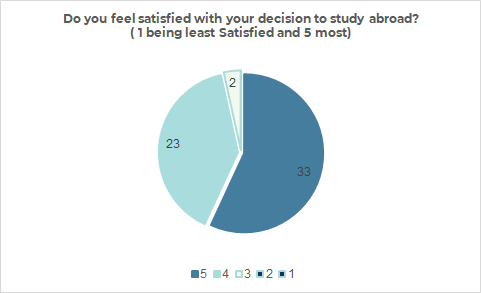 Do you feel satisfied with your decision to study abroad?
( 1 being least Satisfied and 5 most)
2
23
33
5 4 3 2 1